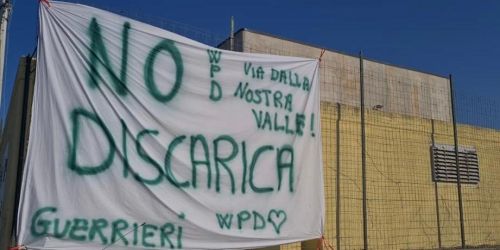 NO DISCARICA
WPD
VIA DALLA
NOSTRA
VALLE!
GUERRIERI WPD♡